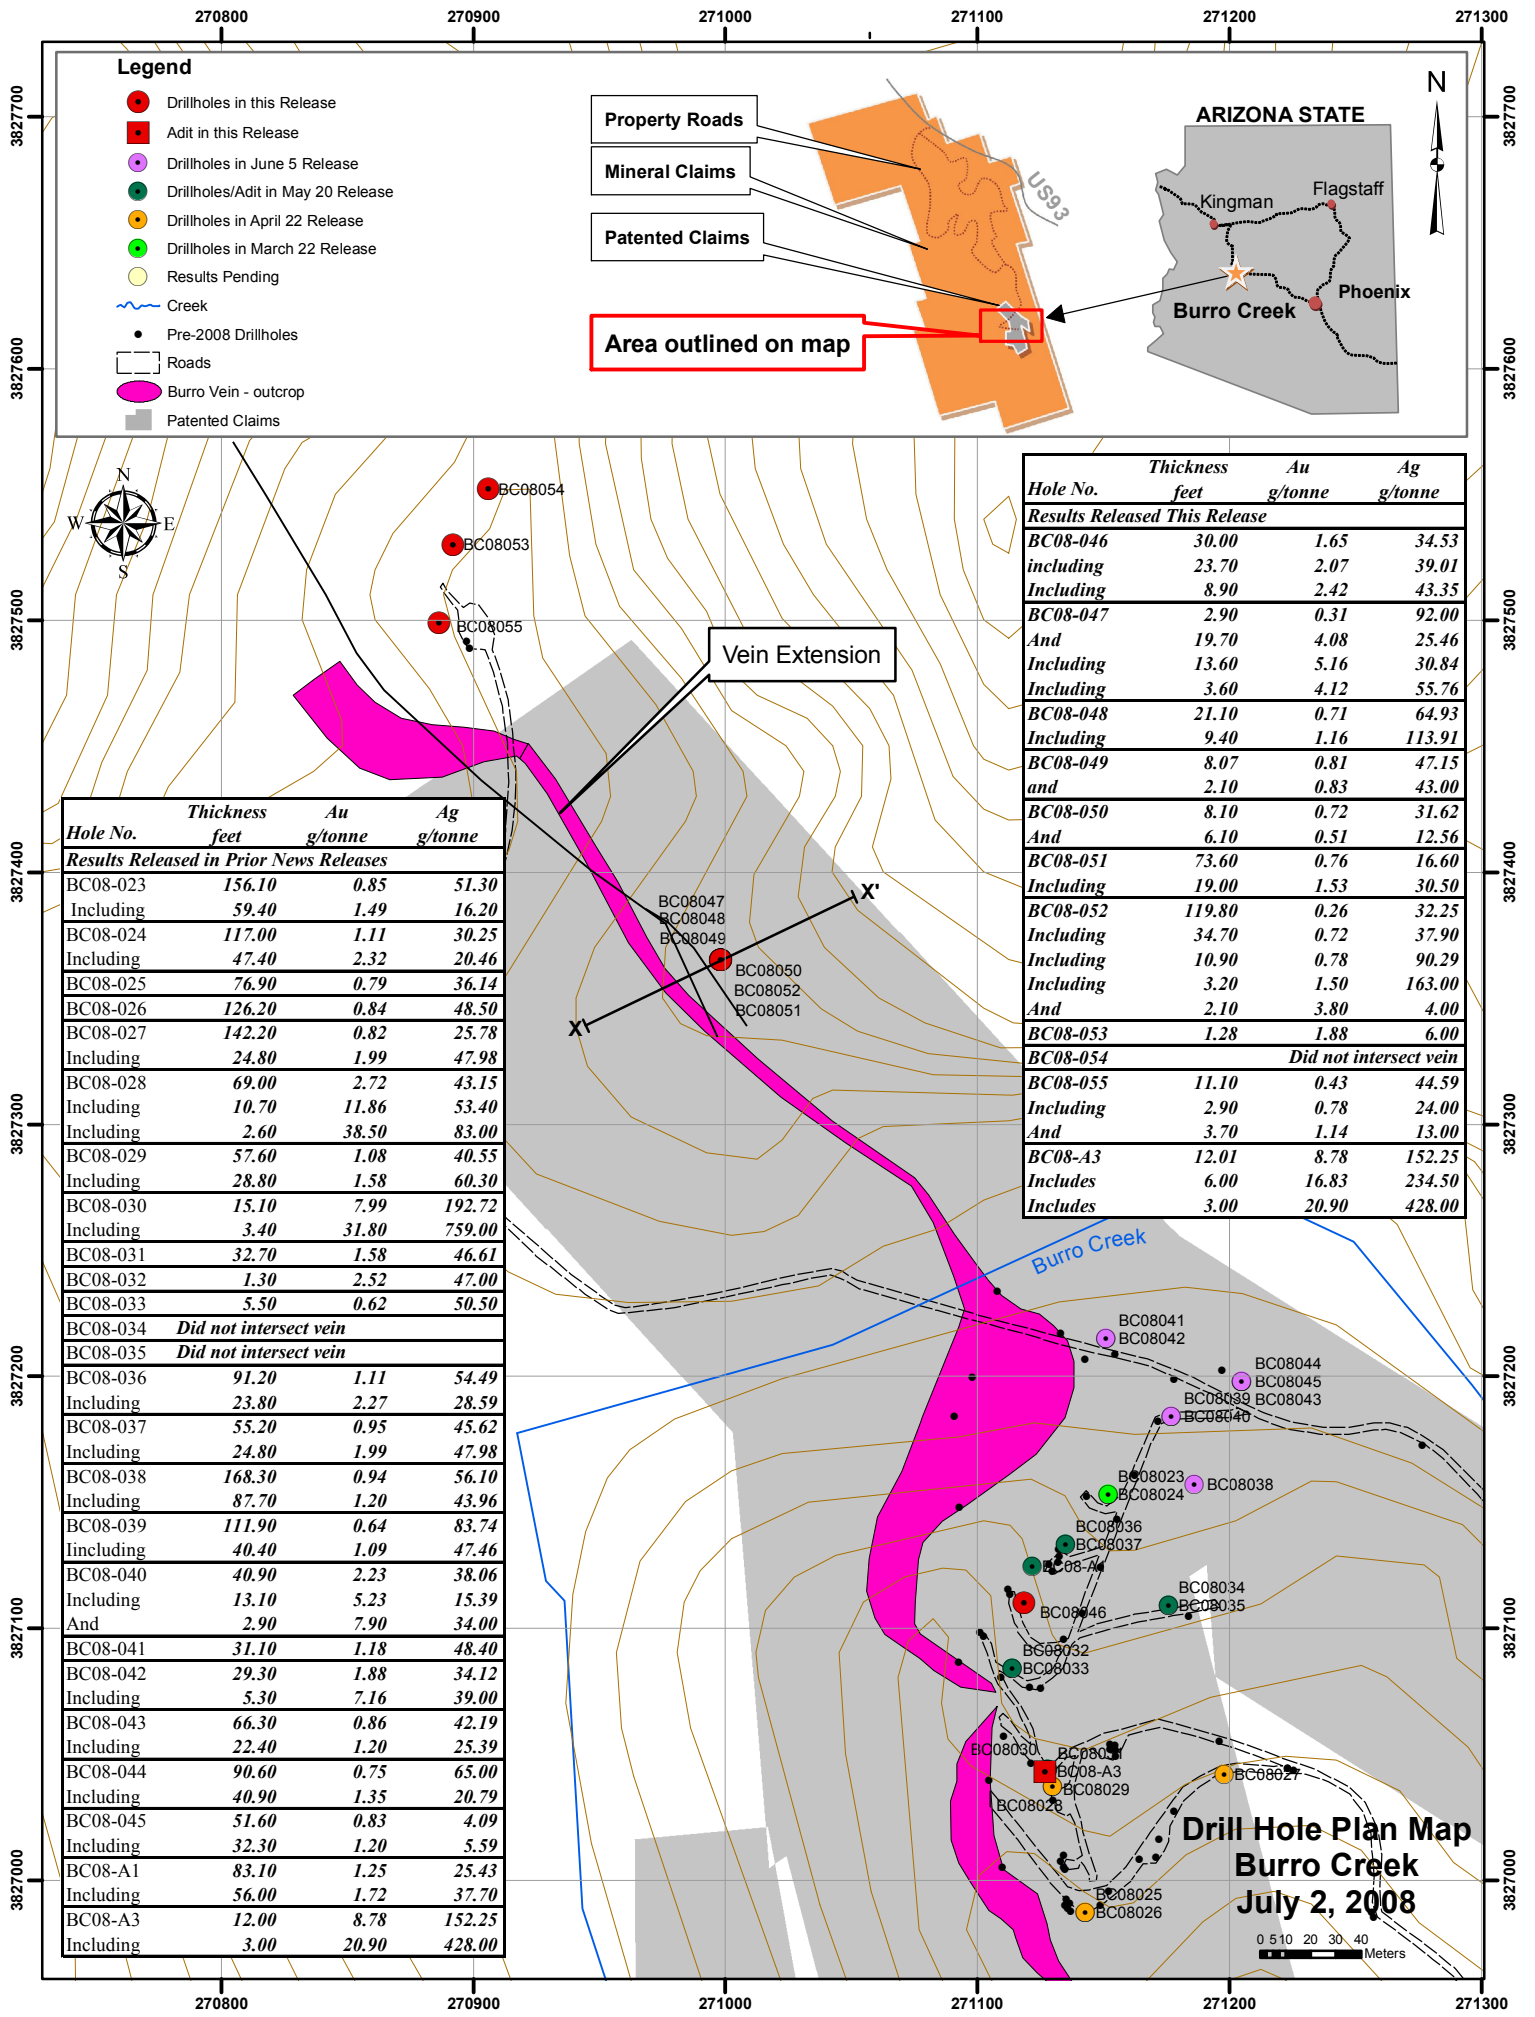 270800 270900 271000 271100 271200 271300
3827700 3827600 3827500 3827400 3827300 3827200 3827100 3827000
3827700 3827600 3827500 3827400 3827300 3827200 3827100 3827000
Legend
Drillholes in this Release
Adit in this Release
Drillholes in June 5 Release
Drillholes/Adit in May 20 Release
Drillholes in April 22 Release
Drillholes in March 22 Release
Results Pending
Creek
Pre-2008 Drillholes
Roads
Burro Vein - outcrop
Patented Claims
Property Roads
Mineral Claims
Patented Claims
Area outlined on map
US93
ARIZONA STATE
Kingman
Flagstaff
Phoenix
Burro Creek
N
N
W E
S
BC08054
BC08053
BC08055
Vein Extension
Thickness Au Ag
Hole No. feet g/tonne g/tonne
Results Released This Release
BC08-046 30.00 1.65 34.53
including 23.70 2.07 39.01
Including 8.90 2.42 43.35
BC08-047 2.90 0.31 92.00
And 19.70 4.08 25.46
Including 13.60 5.16 30.84
Including 3.60 4.12 55.76
BC08-048 21.10 0.71 64.93
Including 9.40 1.16 113.91
BC08-049 8.07 0.81 47.15
and 2.10 0.83 43.00
BC08-050 8.10 0.72 31.62
And 6.10 0.51 12.56
BC08-051 73.60 0.76 16.60
Including 19.00 1.53 30.50
BC08-052 119.80 0.26 32.25
Including 34.70 0.72 37.90
Including 10.90 0.78 90.29
Including 3.20 1.50 163.00
And 2.10 3.80 4.00
BC08-053 1.28 1.88 6.00
BC08-054 Did not intersect vein
BC08-055 11.10 0.43 44.59
Including 2.90 0.78 24.00
And 3.70 1.14 13.00
BC08-A3 12.01 8.78 152.25
Includes 6.00 16.83 234.50
Includes 3.00 20.90 428.00
Thickness Au Ag
Hole No. feet g/tonne g/tonne
Results Released in Prior News Releases
BC08-023 156.10 0.85 51.30
Including 59.40 1.49 16.20
BC08-024 117.00 1.11 30.25
Including 47.40 2.32 20.46
BC08-025 76.90 0.79 36.14
BC08-026 126.20 0.84 48.50
BC08-027 142.20 0.82 25.78
Including 24.80 1.99 47.98
BC08-028 69.00 2.72 43.15
Including 10.70 11.86 53.40
Including 2.60 38.50 83.00
BC08-029 57.60 1.08 40.55
Including 28.80 1.58 60.30
BC08-030 15.10 7.99 192.72
Including 3.40 31.80 759.00
BC08-031 32.70 1.58 46.61
BC08-032 1.30 2.52 47.00
BC08-033 5.50 0.62 50.50
BC08-034 Did not intersect vein
BC08-035 Did not intersect vein
BC08-036 91.20 1.11 54.49
Including 23.80 2.27 28.59
BC08-037 55.20 0.95 45.62
Including 24.80 1.99 47.98
BC08-038 168.30 0.94 56.10
Including 87.70 1.20 43.96
BC08-039 111.90 0.64 83.74
Iincluding 40.40 1.09 47.46
BC08-040 40.90 2.23 38.06
Including 13.10 5.23 15.39
And 2.90 7.90 34.00
BC08-041 31.10 1.18 48.40
BC08-042 29.30 1.88 34.12
Including 5.30 7.16 39.00
BC08-043 66.30 0.86 42.19
Including 22.40 1.20 25.39
BC08-044 90.60 0.75 65.00
Including 40.90 1.35 20.79
BC08-045 51.60 0.83 4.09
Including 32.30 1.20 5.59
BC08-A1 83.10 1.25 25.43
Including 56.00 1.72 37.70
BC08-A3 12.00 8.78 152.25
Including 3.00 20.90 428.00
BC08047
BC08048
BC08049
X'
X
BC08050
BC08052
BC08051
Burro Creek
BC08041
BC08042
BC08044
BC08045
BC08043
BC08039
BC08040
BC08023
BC08024
BC08038
BC08036
BC08037
BC08-A1
BC08034
BC08035
BC08046
BC08032
BC08033
BC08030
BC08031
BC08-A3
BC08029
BC08028
BC08027
BC08025
BC08026
Drill Hole Plan Map
Burro Creek
July 2, 2008
0 5 10 20 30 40
Meters
270800 270900 271000 271100 271200 271300